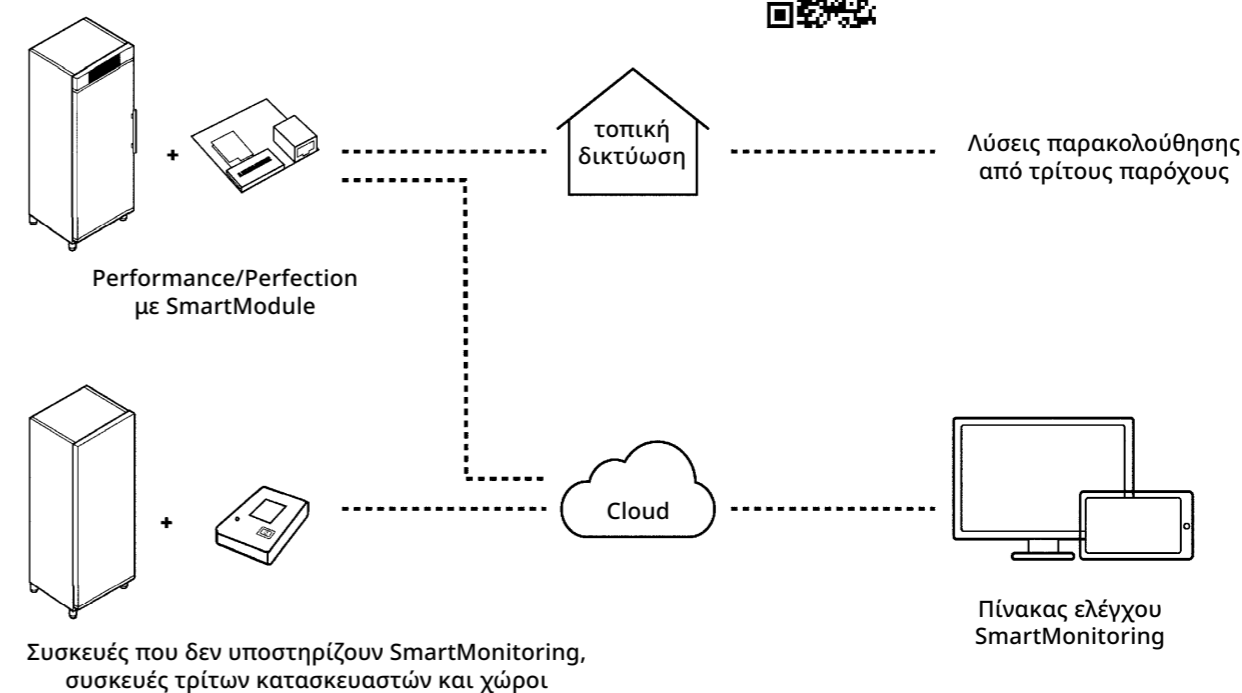 τοπική
δικτύωση
Λύσεις παρακολούθησης
από τρίτους παρόχους
+
Performance/Perfection
με SmartModule
+
Cloud
Πίνακας ελέγχου
SmartMonitoring
Συσκευές που δεν υποστηρίζουν SmartMonitoring,
συσκευές τρίτων κατασκευαστών και χώροι